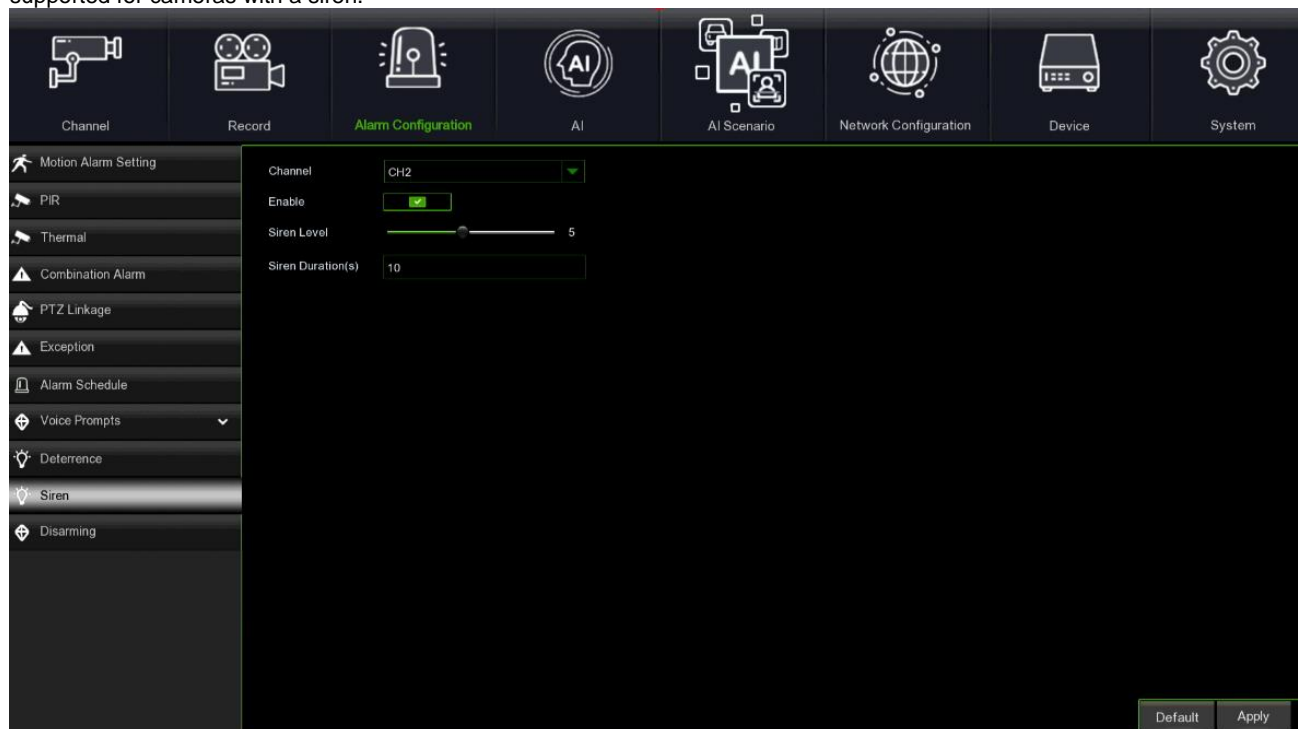 supported for cameras with a siren.
AI
AI
Channel
Record
Alarm Configuration
AI
AI Scenario
Network Configuration
Device
System
Motion Alarm Setting
PIR
Thermal
Combination Alarm
PTZ Linkage
Exception
Alarm Schedule
Voice Prompts
Deterrence
Siren
Disarming
Channel CH2
Enable
Siren Level 5
Siren Duration(s) 10
Default Apply